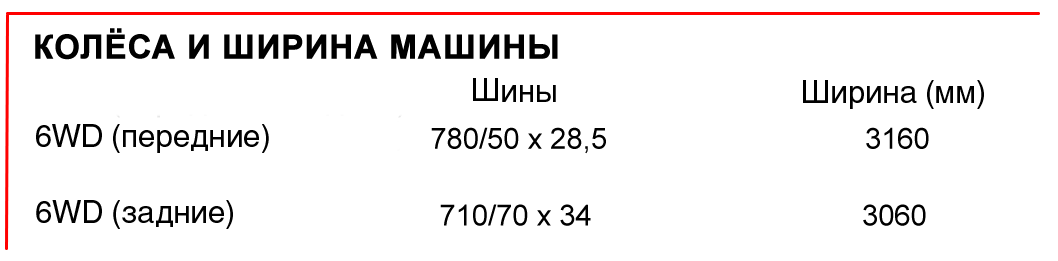 КОЛЁСА И ШИРИНА МАШИНЫ
Шины Ширина (мм)
6WD (передние) 780/50 x 28,5 3160
6WD (задние) 710/70 x 34 3060